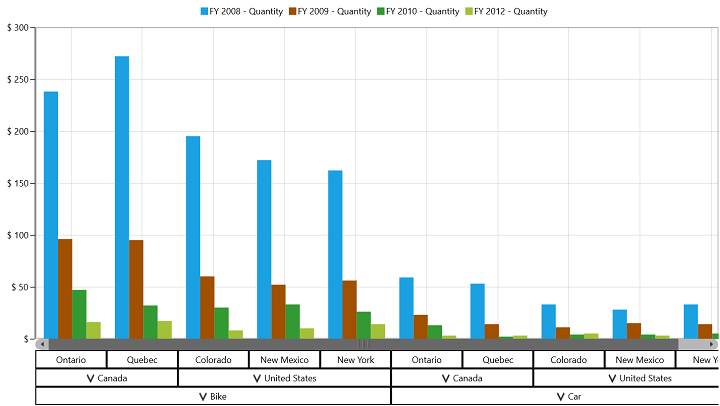 FY 2008 - Quantity FY 2009 - Quantity FY 2010 - Quantity FY 2012 - Quantity
$ 300
$ 250
$ 200
$ 150
$ 100
$ 50
$
Ontario Quebec Colorado New Mexico New York Ontario Quebec Colorado New Mexico New Y
Canada United States Canada United States
Bike Car